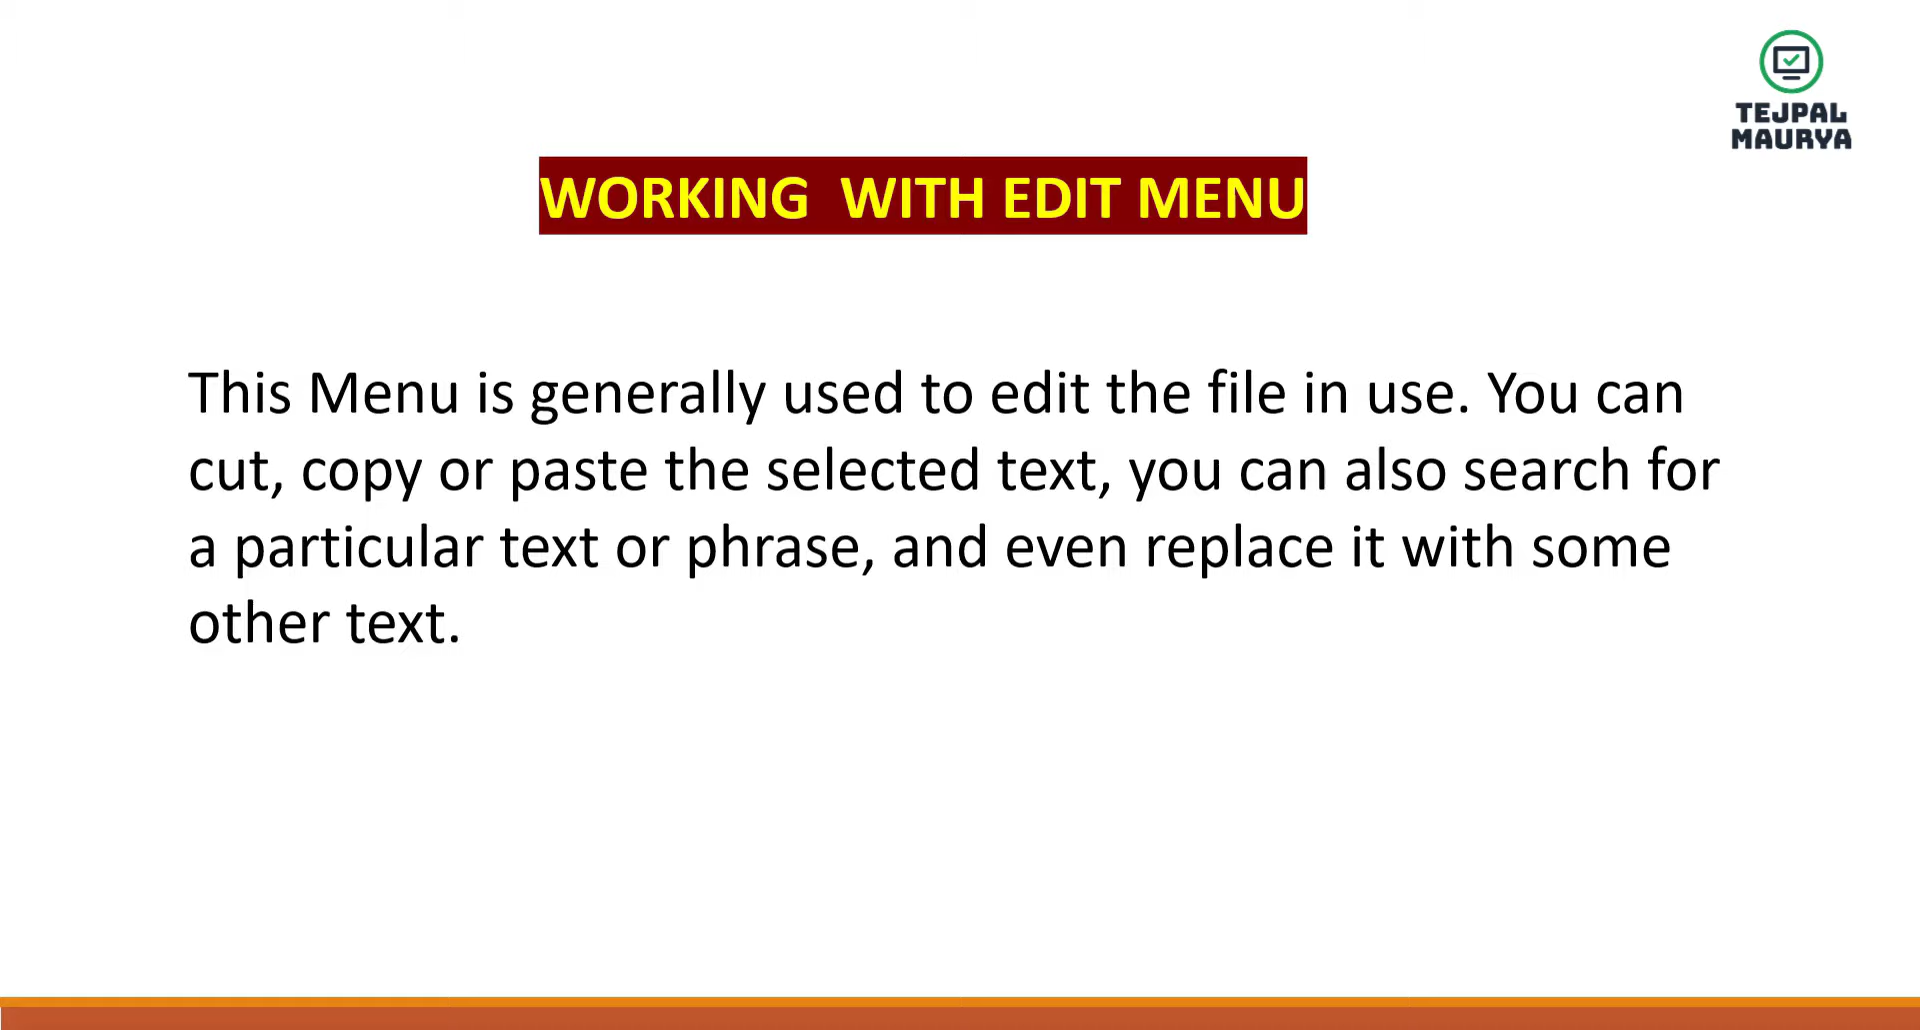 TEJPAL
MAURYA
WORKING  WITH EDIT MENU
This Menu is generally used to edit the file in use. You can
cut, copy or paste the selected text, you can also search for
a particular text or phrase, and even replace it with some
other text.